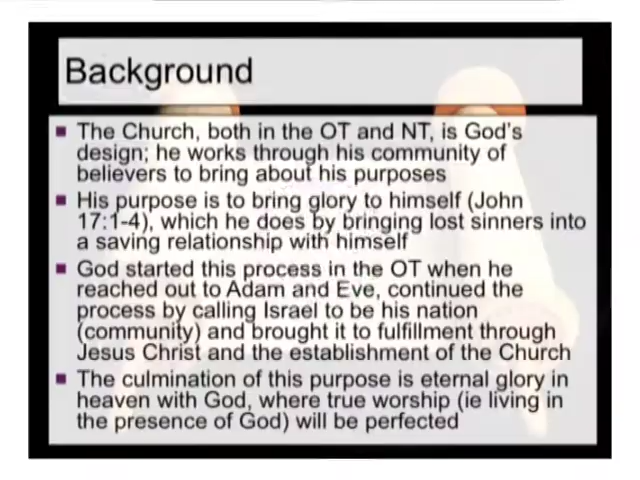 Background
■ The Church, both in the OT and NT, is God's
design; he works through his community of
believers to bring about his purposes
■ His purpose is to bring glory to himself (John
17:1-4), which he does by bringing lost sinners into
a saving relationship with himself
■ God started this process in the OT when he
reached out to Adam and Eve, continued the
process by calling Israel to be his nation
(community) and brought it to fulfillment through
Jesus Christ and the establishment of the Church
■ The culmination of this purpose is eternal glory in
heaven with God, where true worship (ie living in
the presence of God) will be perfected